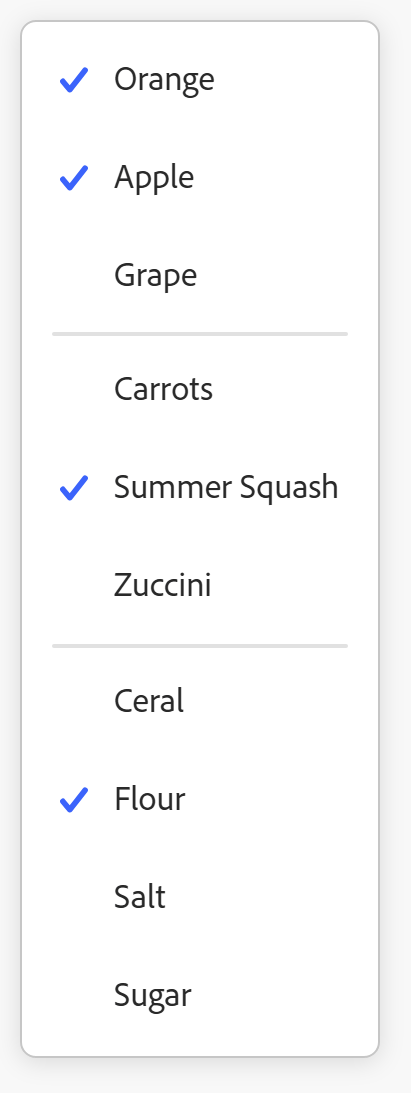 Orange
Apple
Grape
Carrots
Summer Squash
Zuccini
Ceral
Flour
Salt
Sugar